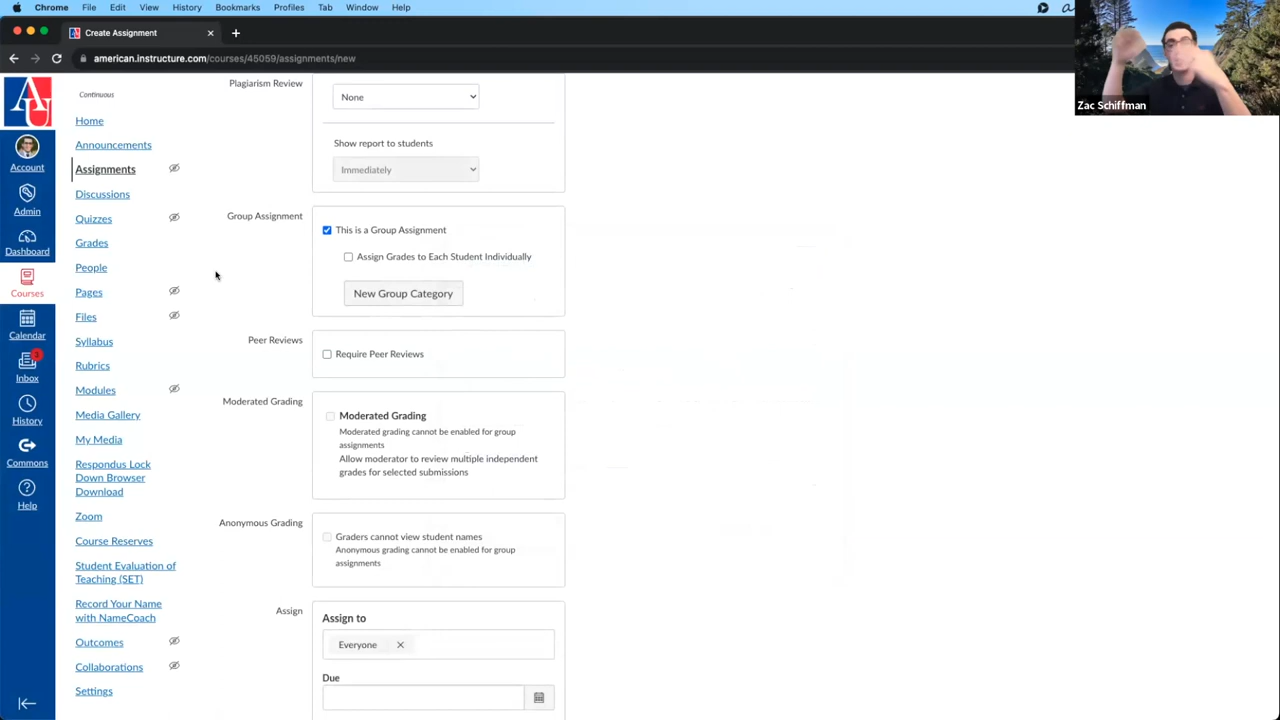 Chrome File Edit View History Bookmarks Profiles Tab Window Help
Create Assignment
american.instructure.com/courses/45059/assignments/new
Zac Schiffman
AU
Account
Admin
Dashboard
Courses
Calendar
3
Inbox
History
Commons
Help
Continuous
Home
Announcements
Assignments
Discussions
Quizzes
Grades
People
Pages
Files
Syllabus
Rubrics
Modules
Media Gallery
My Media
Respondus Lock
Down Browser
Download
Zoom
Course Reserves
Student Evaluation of
Teaching (SET)
Record Your Name
with NameCoach
Outcomes
Collaborations
Settings
Plagiarism Review
None
Show report to students
Immediately
Group Assignment
This is a Group Assignment
Assign Grades to Each Student Individually
New Group Category
Peer Reviews
Require Peer Reviews
Moderated Grading
Moderated Grading
Moderated grading cannot be enabled for group
assignments
Allow moderator to review multiple independent
grades for selected submissions
Anonymous Grading
Graders cannot view student names
Anonymous grading cannot be enabled for group
assignments
Assign
Assign to
Everyone
Due